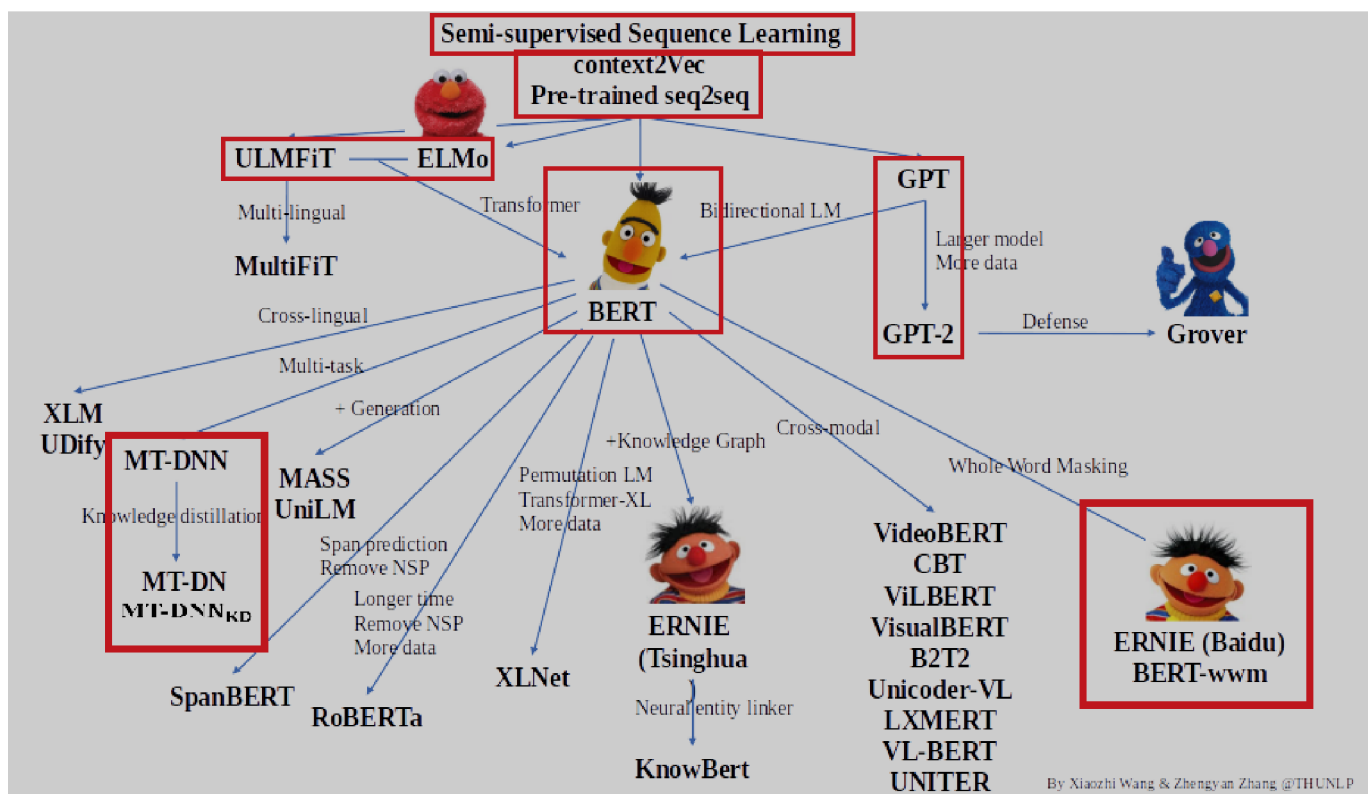 Semi-supervised Sequence Learning
context2Vec
Pre-trained seq2seq
ULMFiT
ELMo
GPT
Multi-lingual
Transformer
Bidirectional LM
MultiFiT
Larger model
More data
BERT
GPT-2
Defense
Grover
Cross-lingual
Multi-task
+ Generation
XLM
UDify
MT-DNN
Knowledge distillation
MT-DN
MT-DNN_KD
MASS
UniLM
Span prediction
Remove NSP
Longer time
Remove NSP
More data
Permutation LM
Transformer-XL
More data
+Knowledge Graph
Cross-modal
Whole Word Masking
SpanBERT
RoBERTa
XLNet
ERNIE
(Tsinghua
)
Neural entity linker
KnowBert
VideoBERT
CBT
ViLBERT
VisualBERT
B2T2
Unicoder-VL
LXMERT
VL-BERT
UNITER
ERNIE (Baidu)
BERT-wwm
By Xiaozhi Wang & Zhengyan Zhang @THUNLP